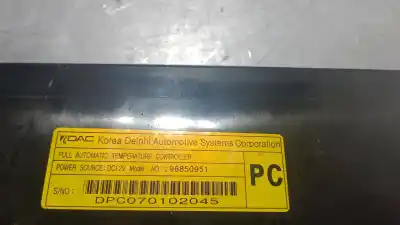 KDAC Korea Delphi Automotive Systems Corporation
FULL AUTOMATIC TEMPERATURE CONTROLLER
POWER SOURCE:DC12V Model NO.:96850951
PC
S/NO :
DPC070102045